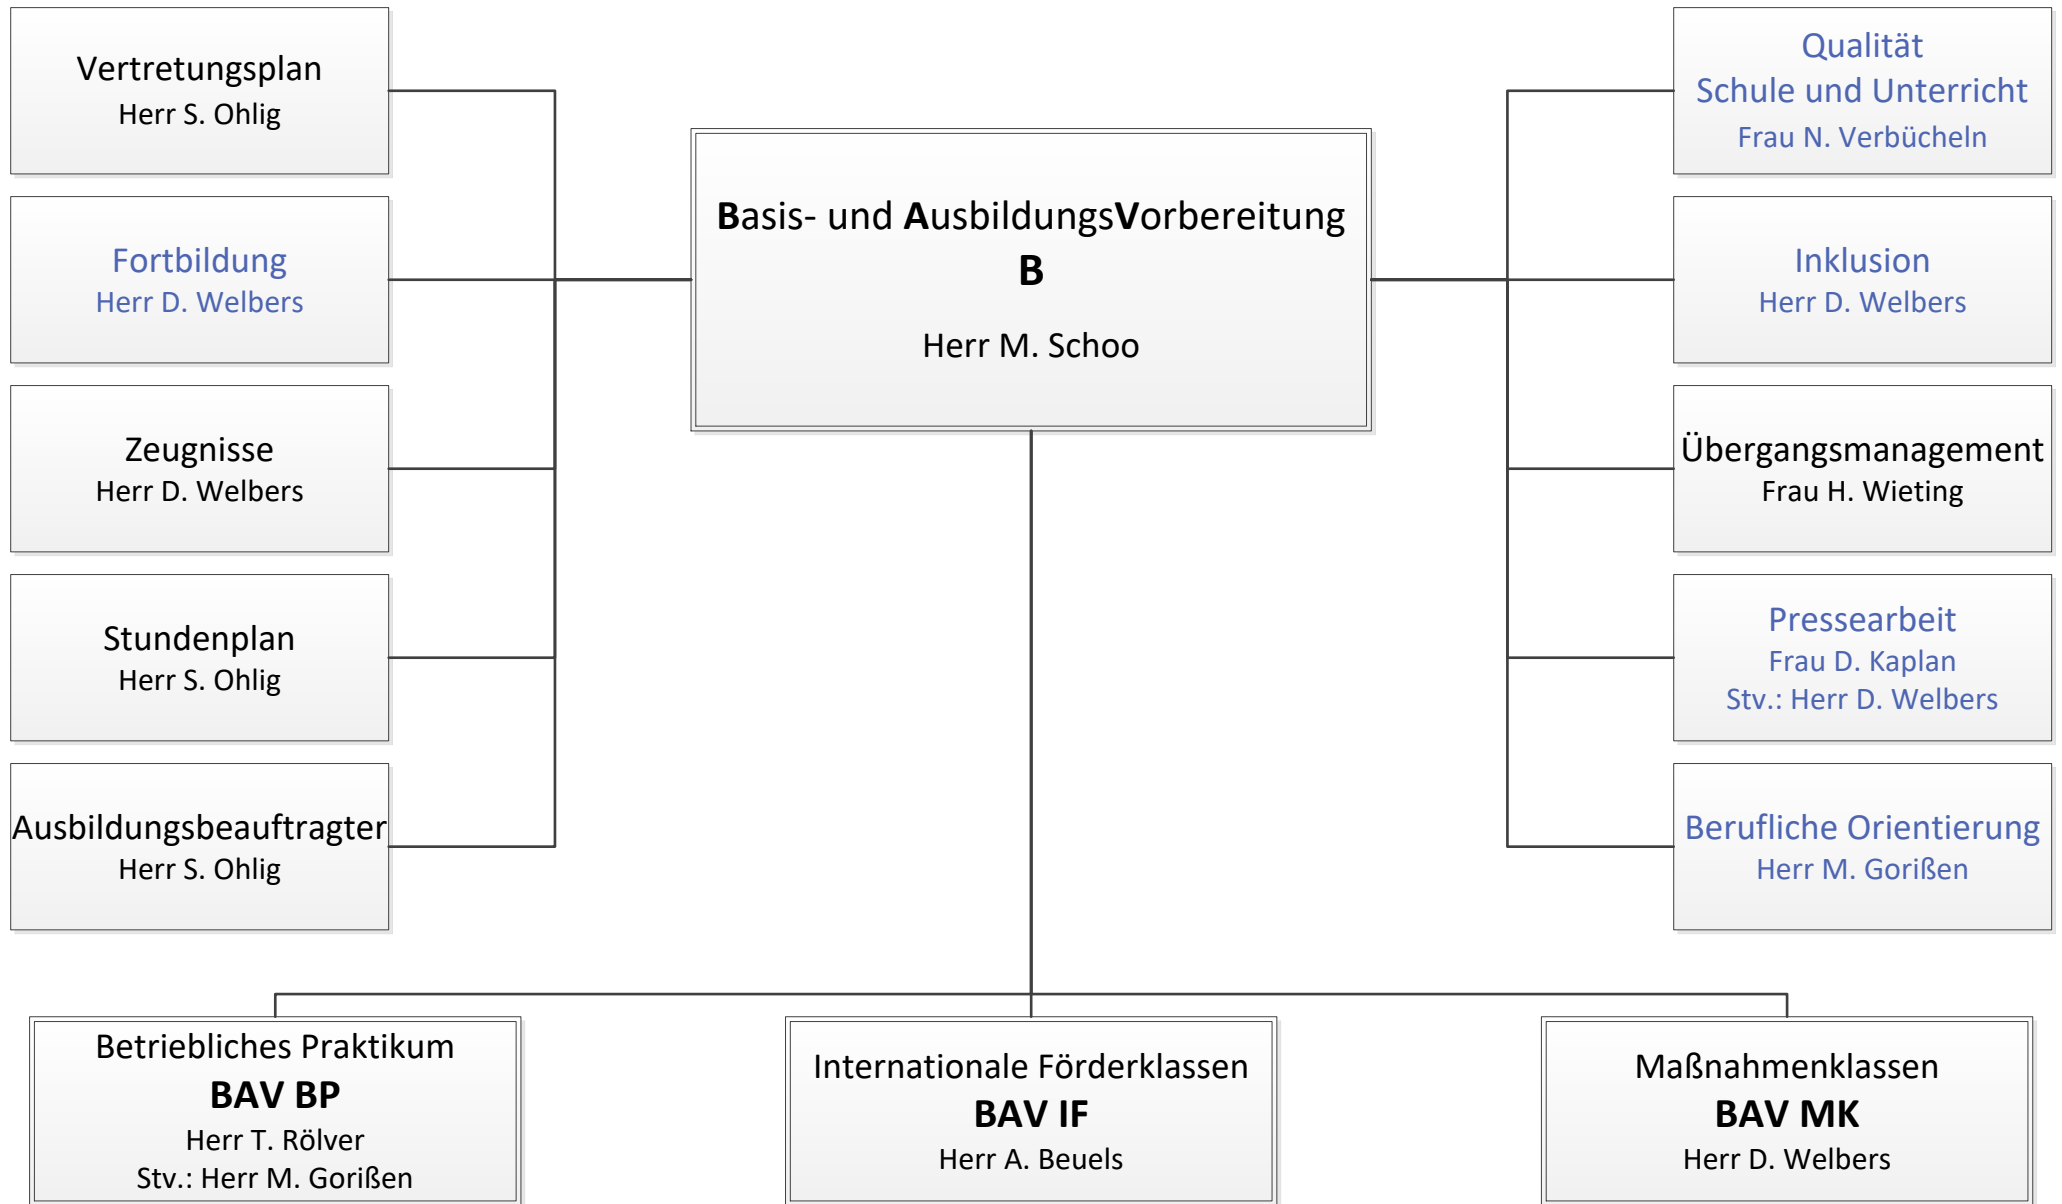 Vertretungsplan
Herr S. Ohlig
Fortbildung
Herr D. Welbers
Zeugnisse
Herr D. Welbers
Stundenplan
Herr S. Ohlig
Ausbildungsbeauftragter
Herr S. Ohlig
Basis- und AusbildungsVorbereitung
B
Herr M. Schoo
Qualität
Schule und Unterricht
Frau N. Verbücheln
Inklusion
Herr D. Welbers
Übergangsmanagement
Frau H. Wieting
Pressearbeit
Frau D. Kaplan
Stv.: Herr D. Welbers
Berufliche Orientierung
Herr M. Gorißen
Betriebliches Praktikum
BAV BP
Herr T. Rölver
Stv.: Herr M. Gorißen
Internationale Förderklassen
BAV IF
Herr A. Beuels
Maßnahmenklassen
BAV MK
Herr D. Welbers